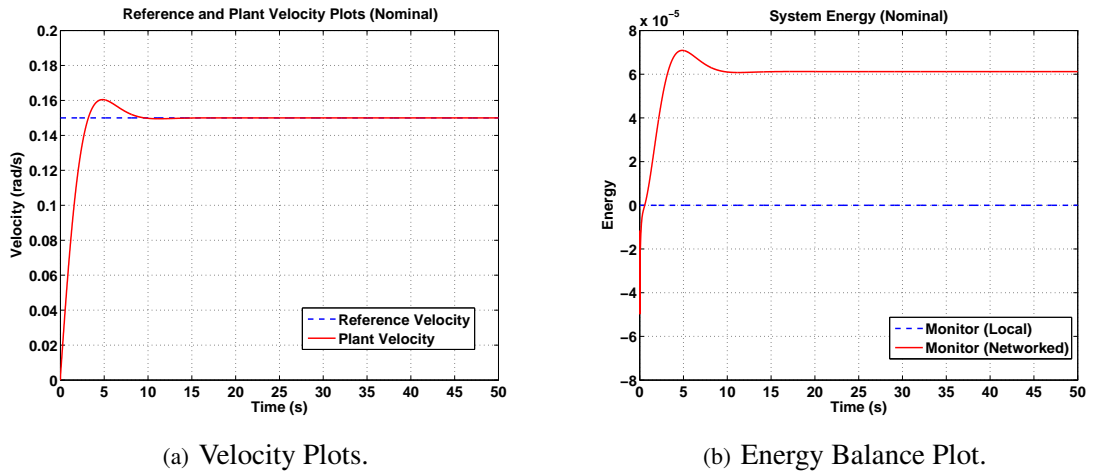 Reference and Plant Velocity Plots (Nominal)
0.2
0.18
0.16
0.14
0.12
0.1
0.08
0.06
0.04
0.02
0
Velocity (rad/s)
Reference Velocity
Plant Velocity
0 5 10 15 20 25 30 35 40 45 50
Time (s)
(a) Velocity Plots.
System Energy (Nominal)
x 10^-5
8
6
4
2
0
−2
−4
−6
−8
Energy
Monitor (Local)
Monitor (Networked)
0 5 10 15 20 25 30 35 40 45 50
Time (s)
(b) Energy Balance Plot.